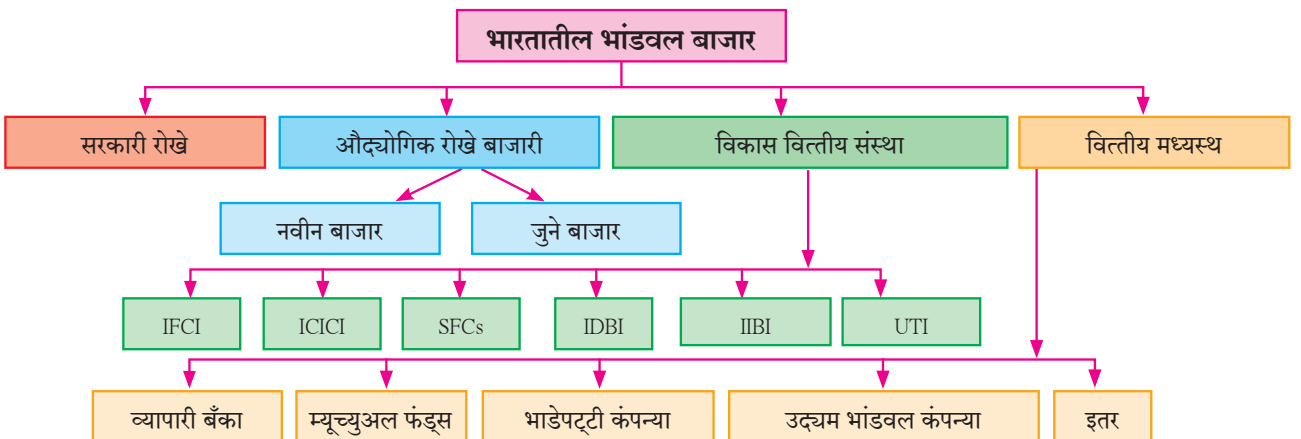 भारतातील भांडवल बाजार
सरकारी रोखे
औद्योगिक रोखे बाजारी
विकास वित्तीय संस्था
वित्तीय मध्यस्थ
नवीन बाजार
जुने बाजार
IFCI
ICICI
SFCs
IDBI
IIBI
UTI
व्यापारी बँका
म्यूच्युअल फंड्स
भाडेपट्टी कंपन्या
उद्यम भांडवल कंपन्या
इतर